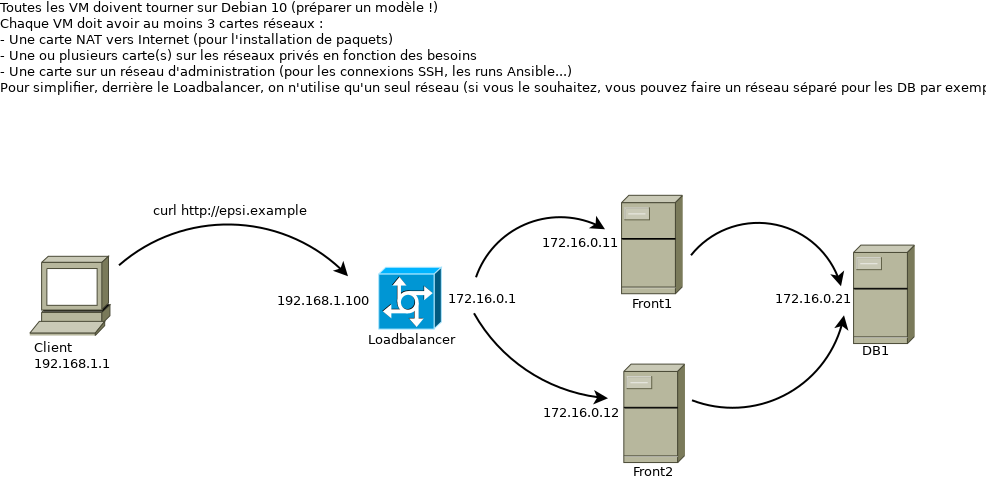 Toutes les VM doivent tourner sur Debian 10 (préparer un modèle !)
Chaque VM doit avoir au moins 3 cartes réseaux :
- Une carte NAT vers Internet (pour l'installation de paquets)
- Une ou plusieurs carte(s) sur les réseaux privés en fonction des besoins
- Une carte sur un réseau d'administration (pour les connexions SSH, les runs Ansible...)
Pour simplifier, derrière le Loadbalancer, on n'utilise qu'un seul réseau (si vous le souhaitez, vous pouvez faire un réseau séparé pour les DB par exemp
curl http://epsi.example
172.16.0.11
Front1
192.168.1.100
172.16.0.1
172.16.0.21
Loadbalancer
Client
192.168.1.1
DB1
172.16.0.12
Front2